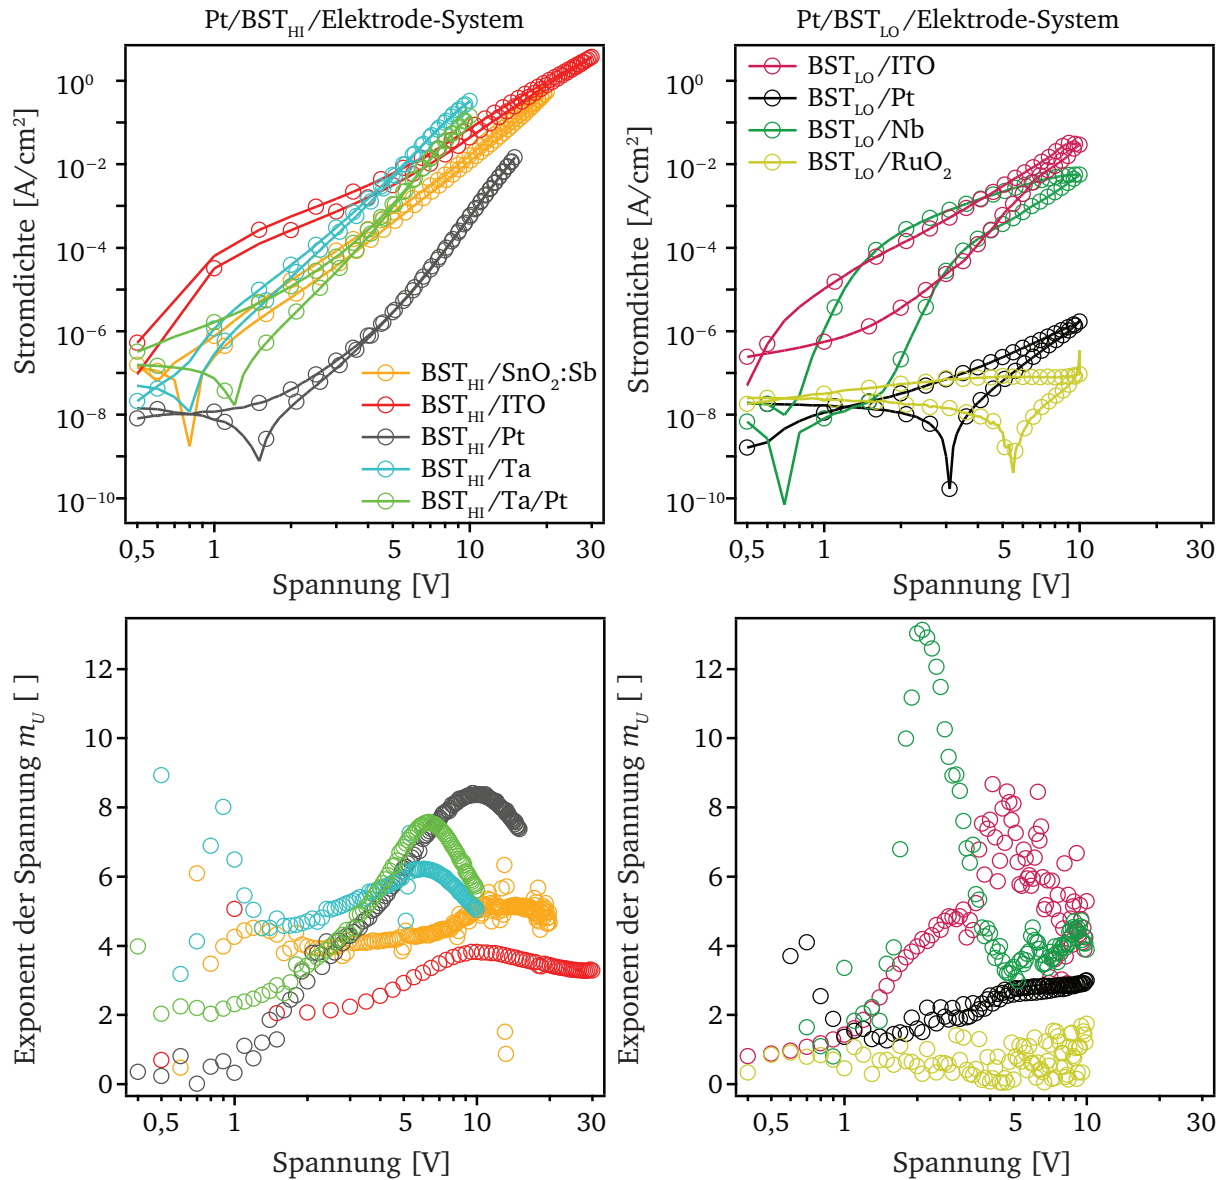 Pt/BST_HI/Elektrode-System
Pt/BST_LO/Elektrode-System
Stromdichte [A/cm²]
10⁰
10⁻²
10⁻⁴
10⁻⁶
10⁻⁸
10⁻¹⁰
BST_HI/SnO₂:Sb
BST_HI/ITO
BST_HI/Pt
BST_HI/Ta
BST_HI/Ta/Pt
0,5 1 5 10 30
Spannung [V]
Stromdichte [A/cm²]
10⁰
10⁻²
10⁻⁴
10⁻⁶
10⁻⁸
10⁻¹⁰
BST_LO/ITO
BST_LO/Pt
BST_LO/Nb
BST_LO/RuO₂
0,5 1 5 10 30
Spannung [V]
Exponent der Spannung m_U [ ]
12
10
8
6
4
2
0
0,5 1 5 10 30
Spannung [V]
Exponent der Spannung m_U [ ]
12
10
8
6
4
2
0
0,5 1 5 10 30
Spannung [V]